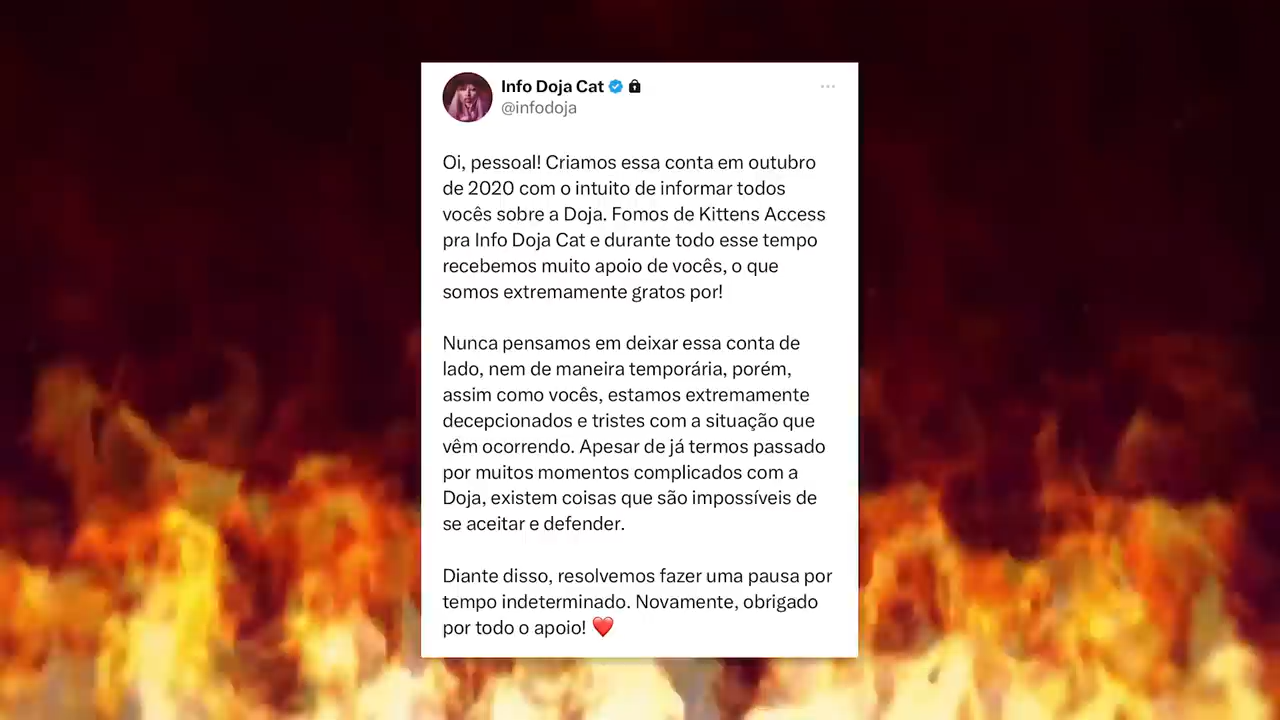 Info Doja Cat
@infodoja
Oi, pessoal! Criamos essa conta em outubro
de 2020 com o intuito de informar todos
vocês sobre a Doja. Fomos de Kittens Access
pra Info Doja Cat e durante todo esse tempo
recebemos muito apoio de vocês, o que
somos extremamente gratos por!
Nunca pensamos em deixar essa conta de
lado, nem de maneira temporária, porém,
assim como vocês, estamos extremamente
decepcionados e tristes com a situação que
vêm ocorrendo. Apesar de já termos passado
por muitos momentos complicados com a
Doja, existem coisas que são impossíveis de
se aceitar e defender.
Diante disso, resolvemos fazer uma pausa por
tempo indeterminado. Novamente, obrigado
por todo o apoio! ❤️